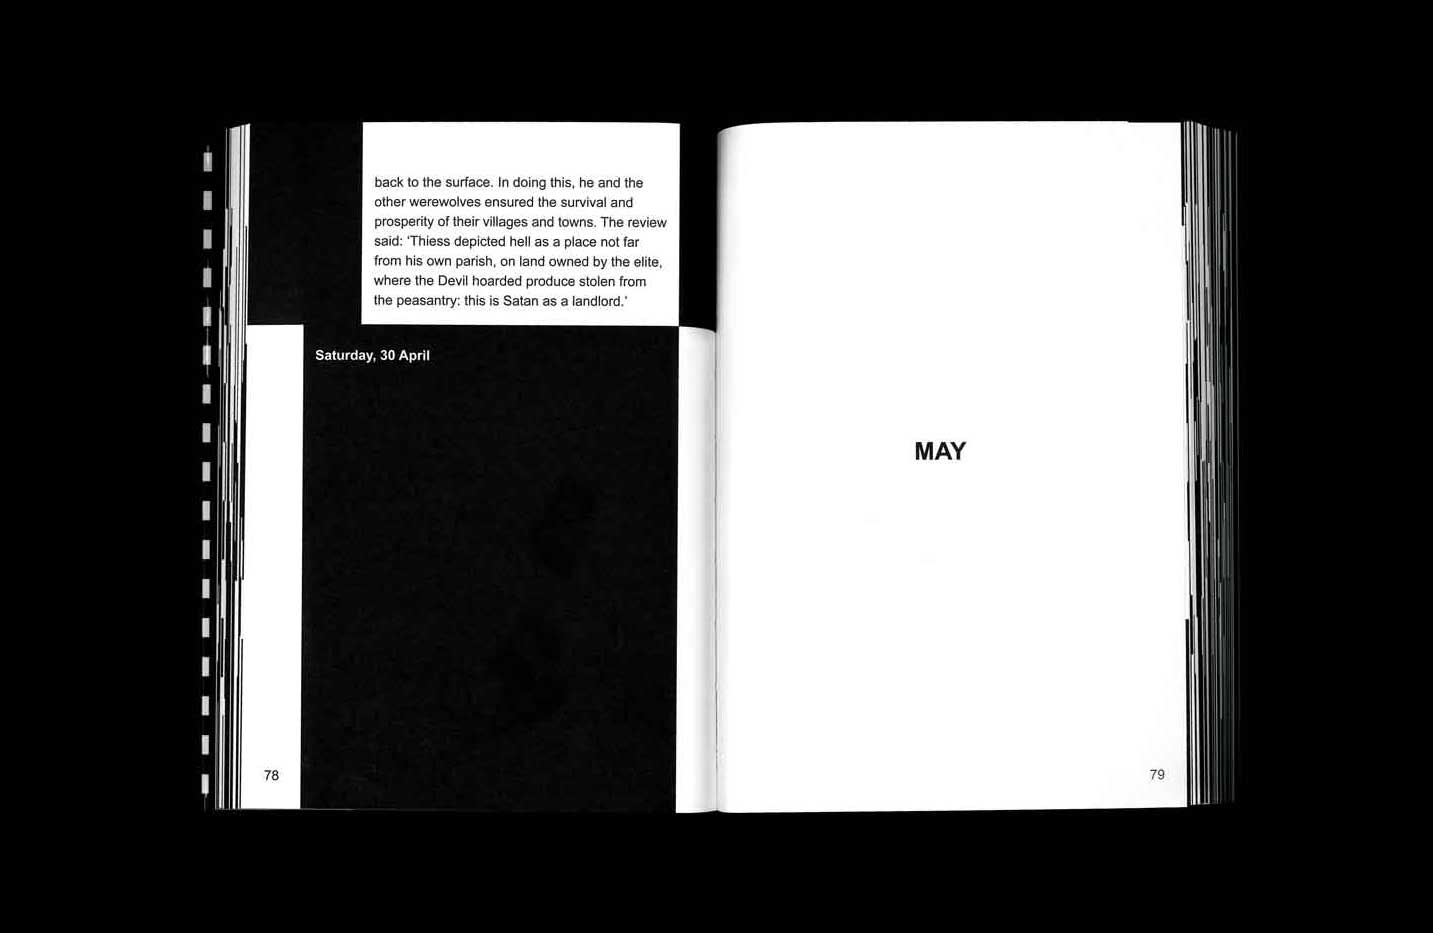 back to the surface. In doing this, he and the
other werewolves ensured the survival and
prosperity of their villages and towns. The review
said: ‘Thiess depicted hell as a place not far
from his own parish, on land owned by the elite,
where the Devil hoarded produce stolen from
the peasantry: this is Satan as a landlord.’
Saturday, 30 April
78
MAY
79